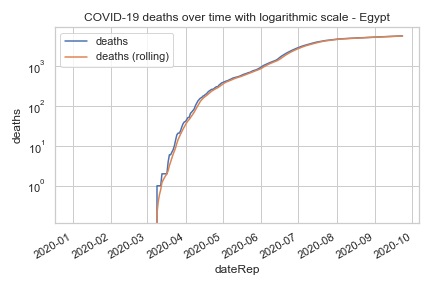 COVID-19 deaths over time with logarithmic scale - Egypt
deaths
deaths (rolling)
10³
10²
10¹
10⁰
deaths
2020-01
2020-02
2020-03
2020-04
2020-05
2020-06
2020-07
2020-08
2020-09
2020-10
dateRep